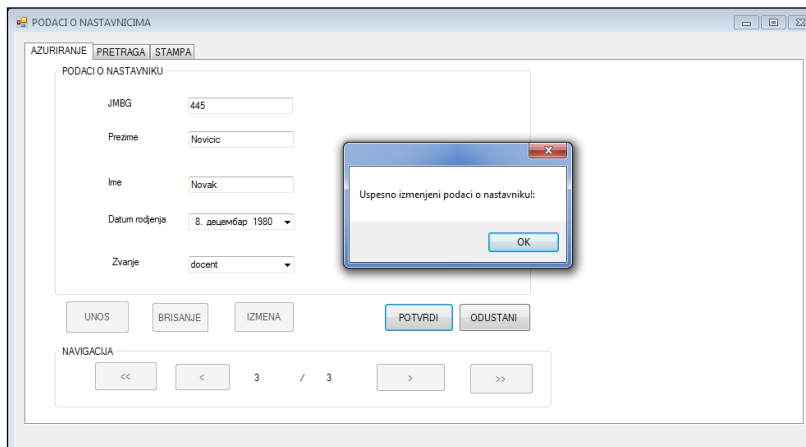 PODACI O NASTAVNICIMA
AZURIRANJE PRETRAGA STAMPA
PODACI O NASTAVNIKU
JMBG 445
Prezime Novicic
Ime Novak
Datum rodjenja 8. децембар 1980
Zvanje docent
Uspesno izmenjeni podaci o nastavniku!:
OK
UNOS BRISANJE IZMENA POTVRDI ODUSTANI
NAVIGACIJA
<< < 3 / 3 > >>